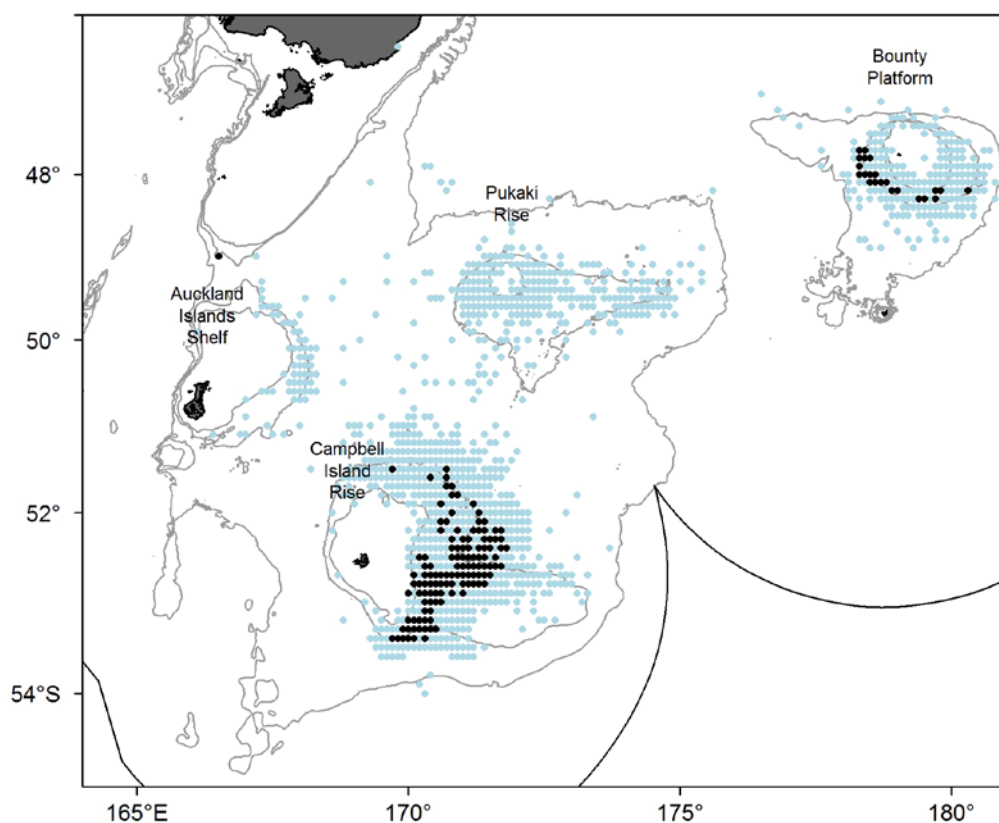 Bounty
Platform
48°
Pukaki
Rise
Auckland
Islands
Shelf
50°
Campbell
Island
Rise
52°
54°S
165°E
170°
175°
180°